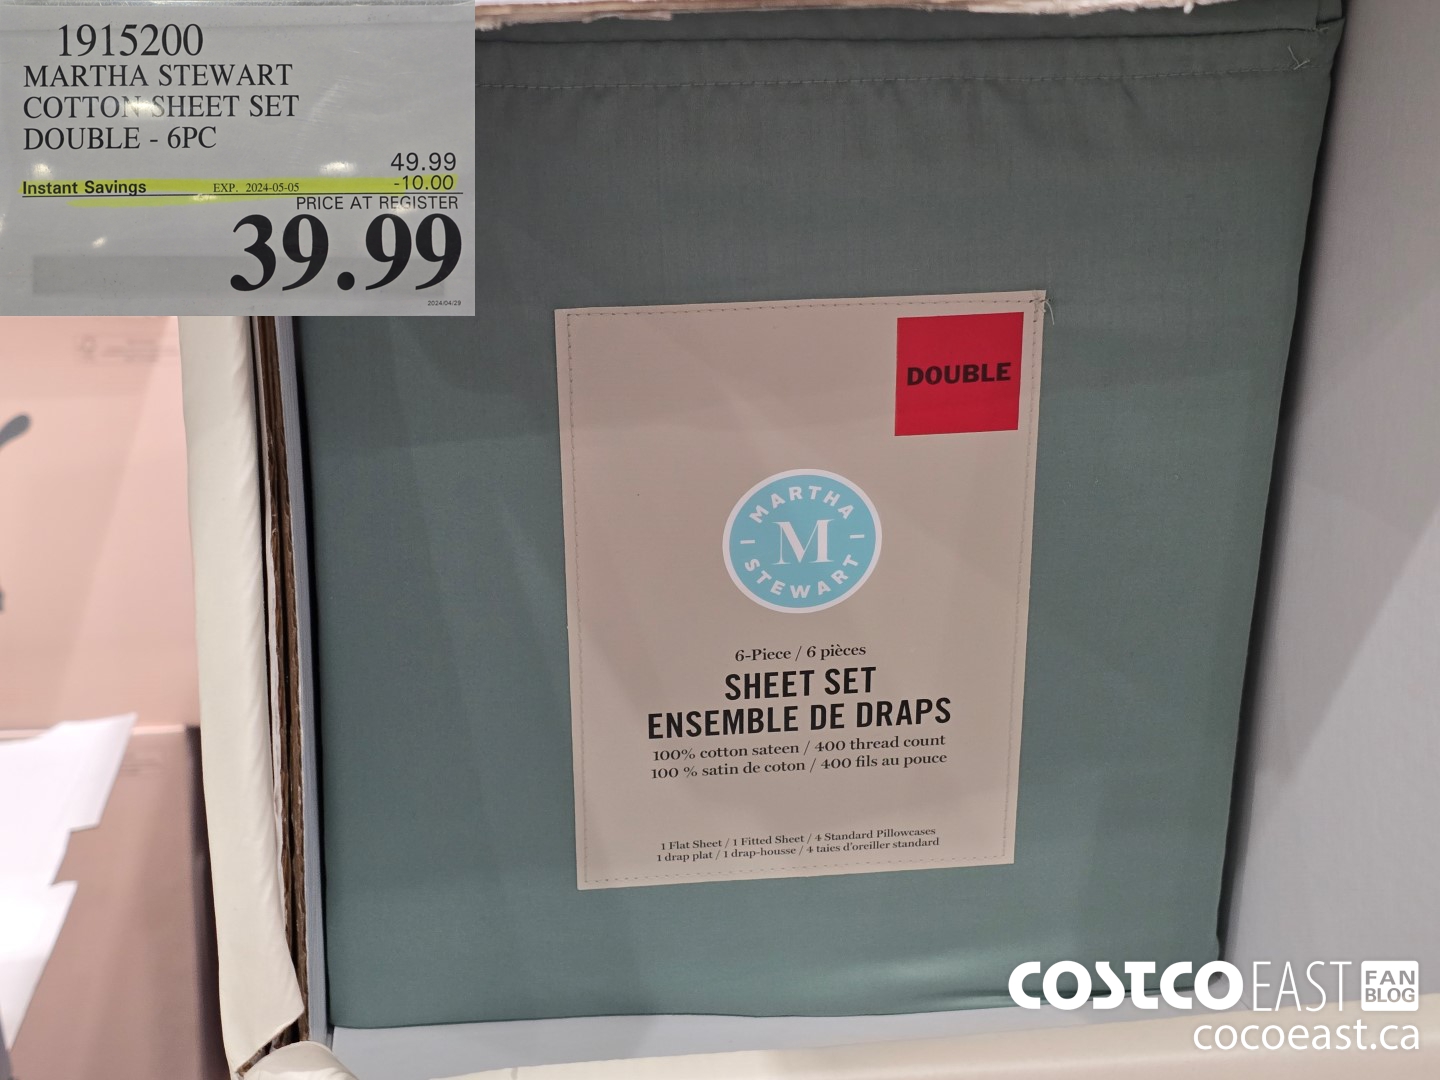 1915200
MARTHA STEWART
COTTON SHEET SET
DOUBLE - 6PC
49.99
Instant Savings EXP. 2024-05-05 -10.00
PRICE AT REGISTER
39.99
2024/04/29
DOUBLE
MARTHA
M
STEWART
6-Piece / 6 pièces
SHEET SET
ENSEMBLE DE DRAPS
100% cotton sateen / 400 thread count
100 % satin de coton / 400 fils au pouce
1 Flat Sheet / 1 Fitted Sheet / 4 Standard Pillowcases
1 drap plat / 1 drap-housse / 4 taies d'oreiller standard
COSTCO EAST FAN BLOG
cocoeast.ca